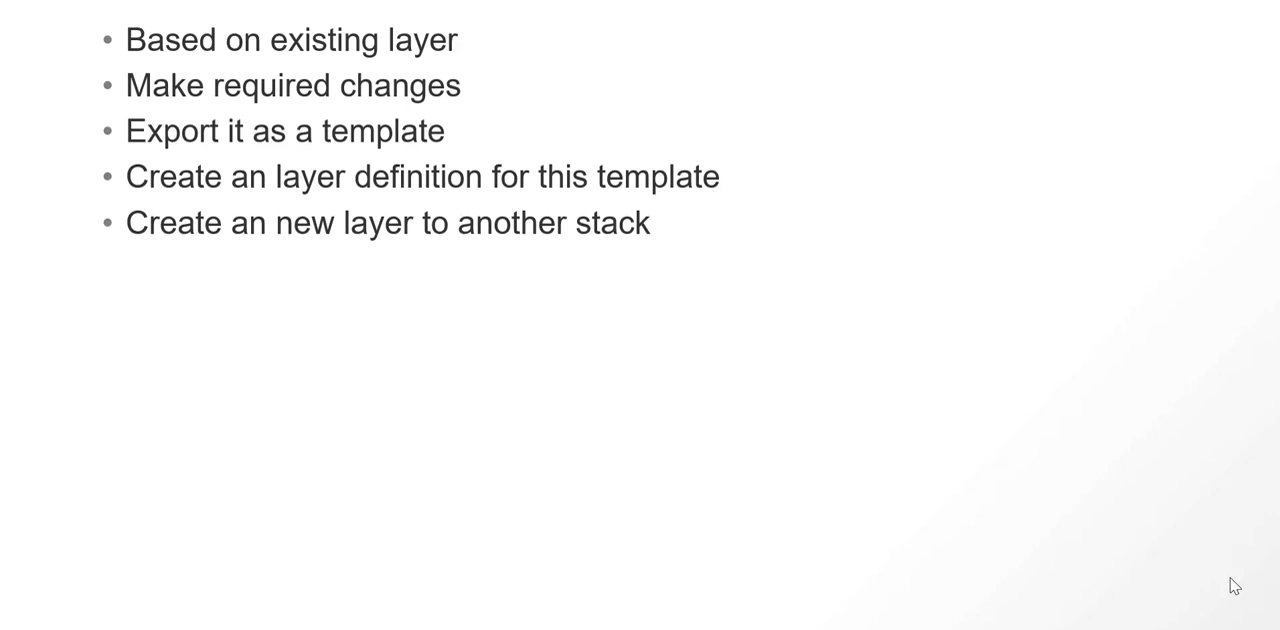 • Based on existing layer
• Make required changes
• Export it as a template
• Create an layer definition for this template
• Create an new layer to another stack